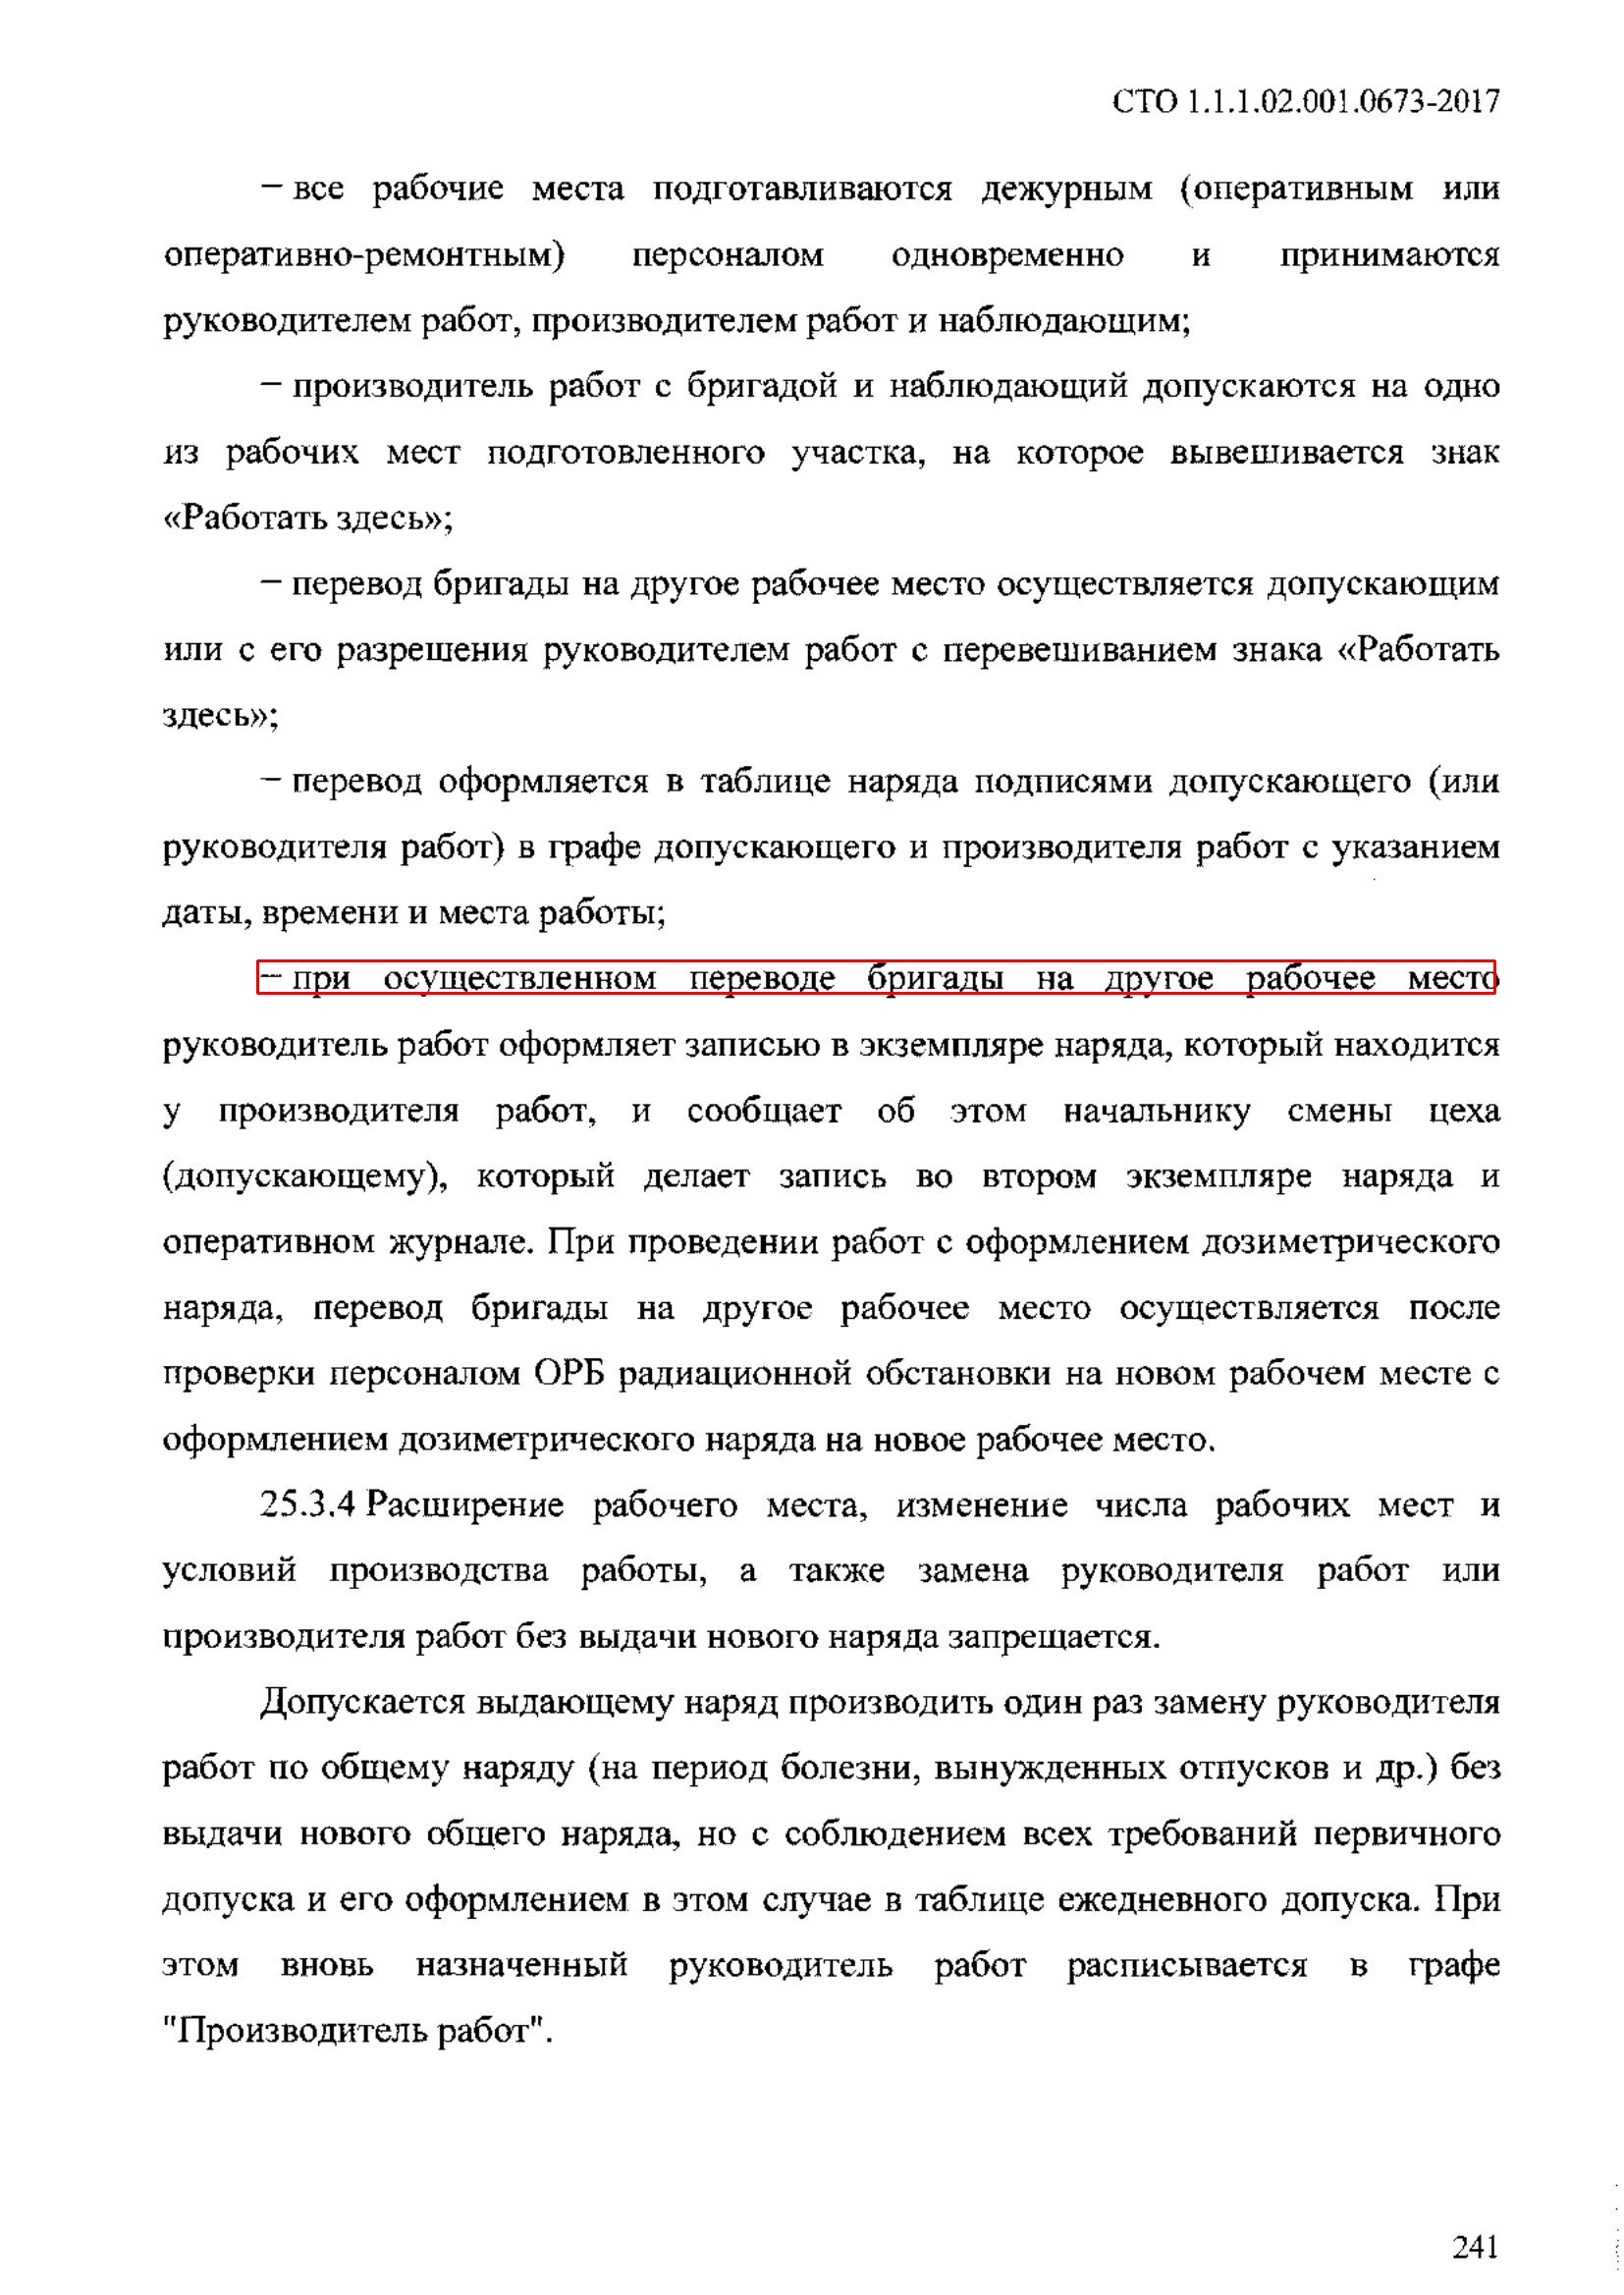 СТО 1.1.1.02.001.0673-2017
– все рабочие места подготавливаются дежурным (оперативным или
оперативно-ремонтным) персоналом одновременно и принимаются
руководителем работ, производителем работ и наблюдающим;
– производитель работ с бригадой и наблюдающий допускаются на одно
из рабочих мест подготовленного участка, на которое вывешивается знак
«Работать здесь»;
– перевод бригады на другое рабочее место осуществляется допускающим
или с его разрешения руководителем работ с перевешиванием знака «Работать
здесь»;
– перевод оформляется в таблице наряда подписями допускающего (или
руководителя работ) в графе допускающего и производителя работ с указанием
даты, времени и места работы;
– при осуществленном переводе бригады на другое рабочее место
руководитель работ оформляет записью в экземпляре наряда, который находится
у производителя работ, и сообщает об этом начальнику смены цеха
(допускающему), который делает запись во втором экземпляре наряда и
оперативном журнале. При проведении работ с оформлением дозиметрического
наряда, перевод бригады на другое рабочее место осуществляется после
проверки персоналом ОРБ радиационной обстановки на новом рабочем месте с
оформлением дозиметрического наряда на новое рабочее место.
25.3.4 Расширение рабочего места, изменение числа рабочих мест и
условий производства работы, а также замена руководителя работ или
производителя работ без выдачи нового наряда запрещается.
Допускается выдающему наряд производить один раз замену руководителя
работ по общему наряду (на период болезни, вынужденных отпусков и др.) без
выдачи нового общего наряда, но с соблюдением всех требований первичного
допуска и его оформлением в этом случае в таблице ежедневного допуска. При
этом вновь назначенный руководитель работ расписывается в графе
"Производитель работ".
241